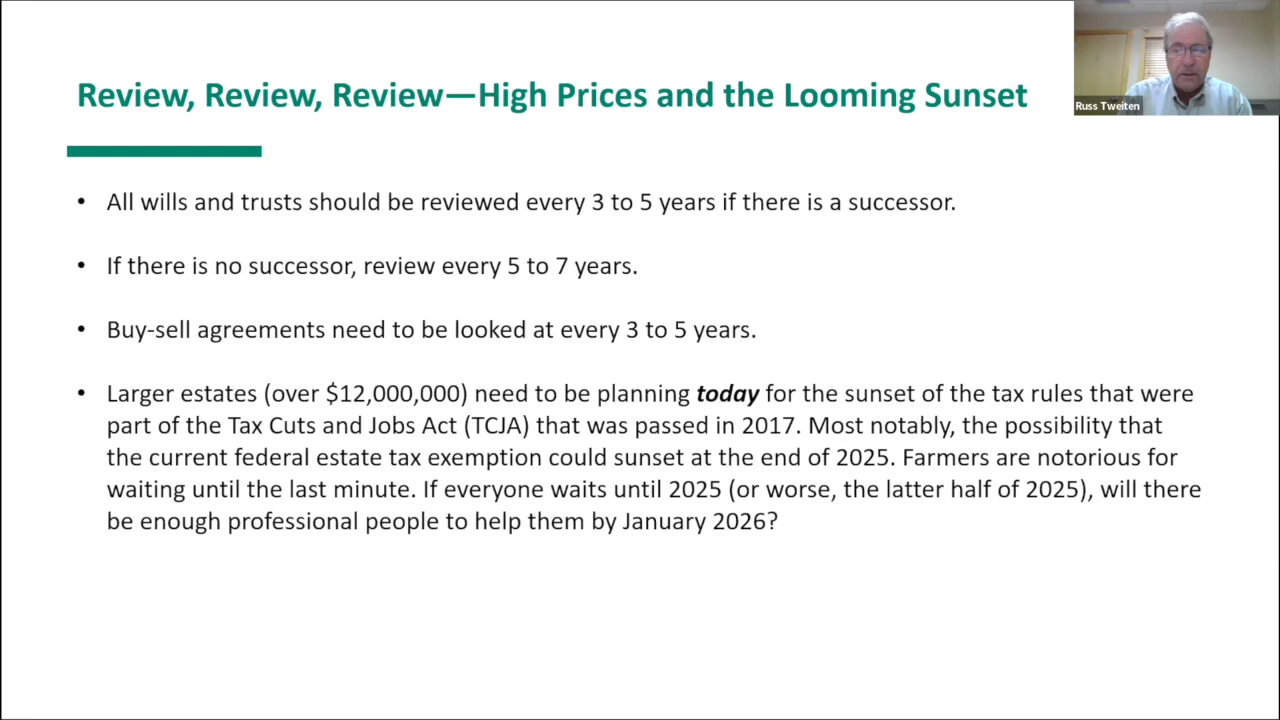 Review, Review, Review—High Prices and the Looming Sunset
Russ Tweiten
• All wills and trusts should be reviewed every 3 to 5 years if there is a successor.
• If there is no successor, review every 5 to 7 years.
• Buy-sell agreements need to be looked at every 3 to 5 years.
• Larger estates (over $12,000,000) need to be planning today for the sunset of the tax rules that were
part of the Tax Cuts and Jobs Act (TCJA) that was passed in 2017. Most notably, the possibility that
the current federal estate tax exemption could sunset at the end of 2025. Farmers are notorious for
waiting until the last minute. If everyone waits until 2025 (or worse, the latter half of 2025), will there
be enough professional people to help them by January 2026?